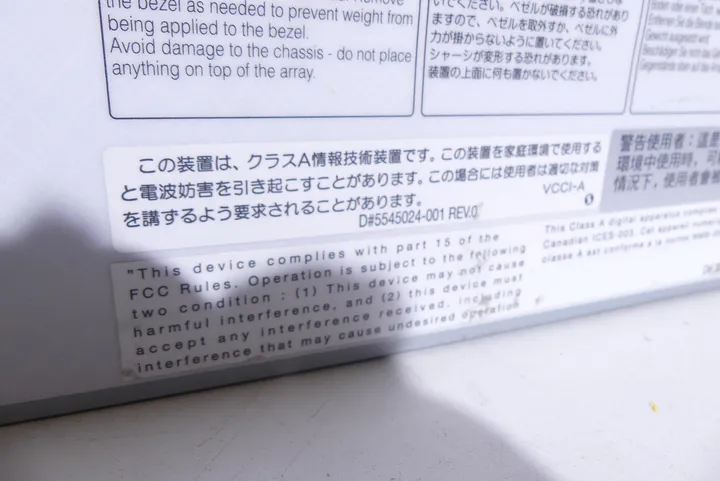 the bezel as needed to prevent weight from
being applied to the bezel.
Avoid damage to the chassis - do not place
anything on top of the array.
ください。ベゼルが破損する恐れがあり
ますので、ベゼルを取外すか、ベゼルに外
力が掛からないように置いてください。
シャーシが変形する恐れがあります。
装置の上面に何も置かないでください。
この装置は、クラスA情報技術装置です。この装置を家庭環境で使用する
と電波妨害を引き起こすことがあります。この場合には使用者は適切な対策
を講ずるよう要求されることがあります。
VCCI-A
D#5545024-001 REV.0
警告使用者：這是
環境中使用時，可
情況下，使用者會被
"This device complies with part 15 of the
FCC Rules. Operation is subject to the following
two condition : (1) This device may not cause
harmful interference, and (2) this device must
accept any interference received, including
interference that may cause undesired operation
This Class A digital apparatus complies
Canadian ICES-003. Cet appareil numéri
classe A est conforme a la norme